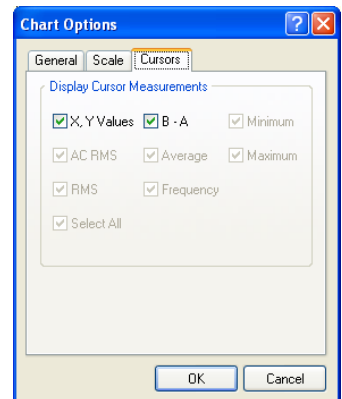 Chart Options
General Scale Cursors
Display Cursor Measurements
X, Y Values B - A Minimum
AC RMS Average Maximum
RMS Frequency
Select All
OK Cancel